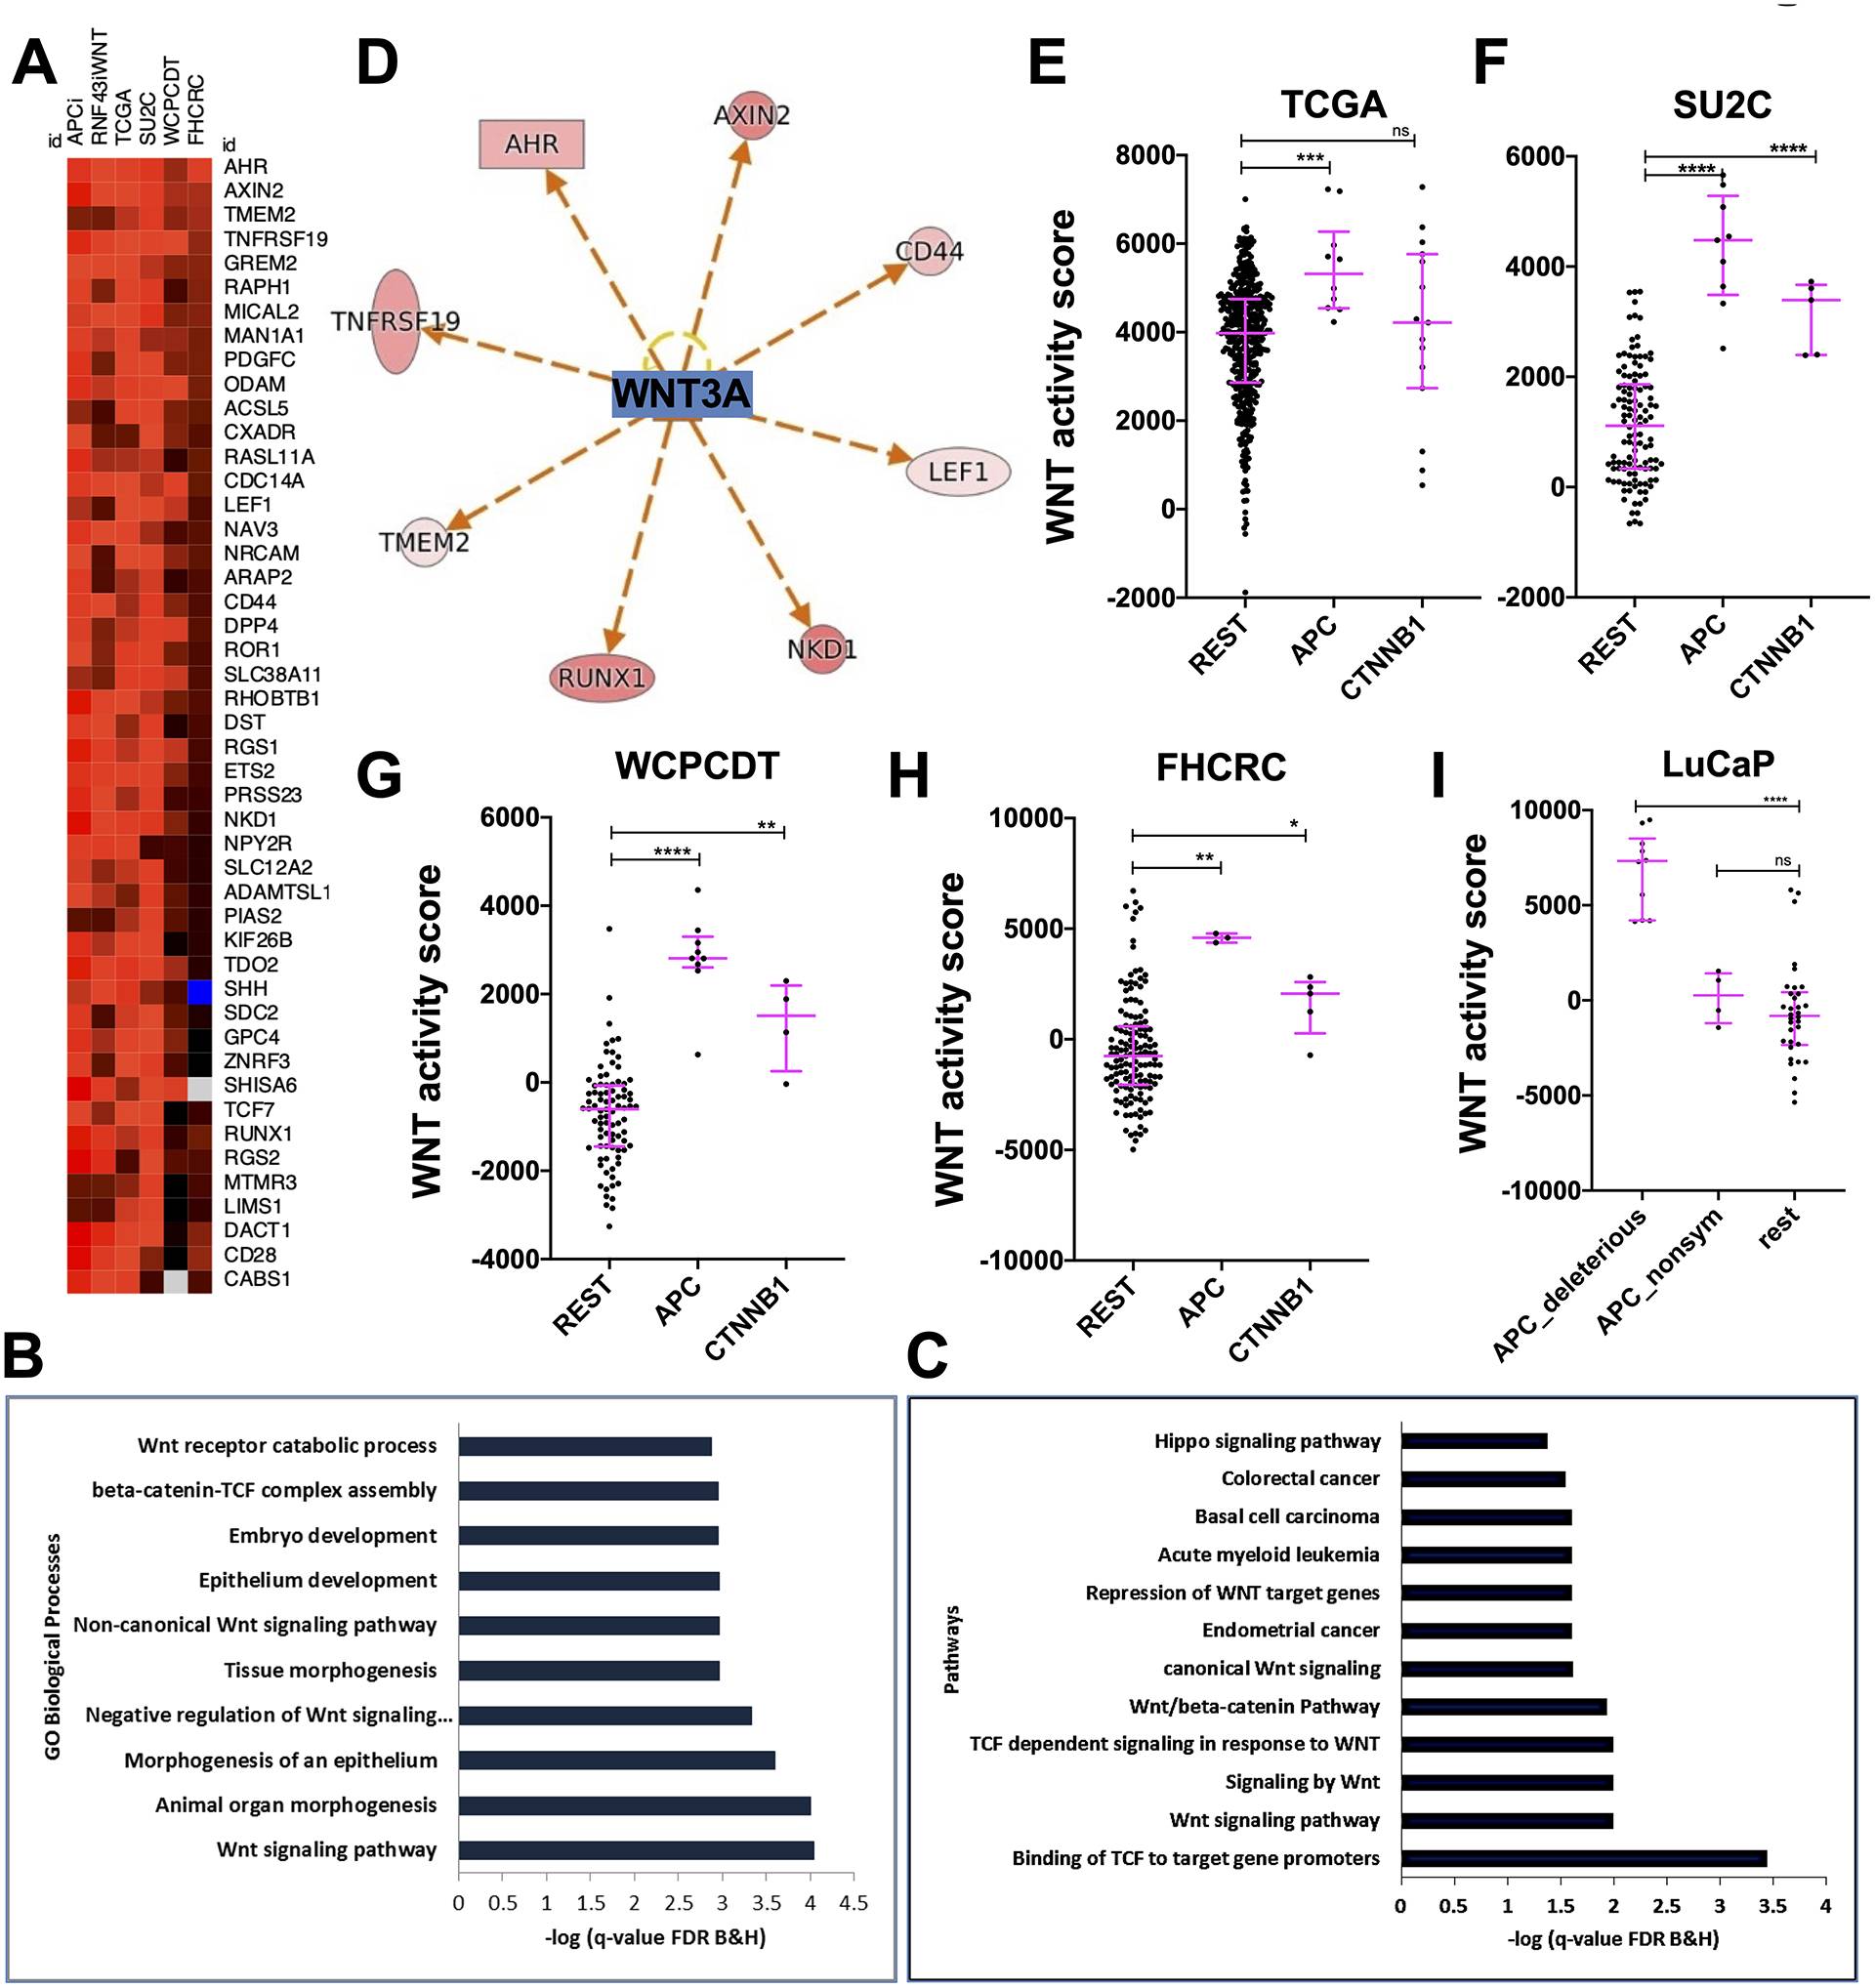 A
id
APCi
RNF43iWNT
TCGA
SU2C
WCPCDT
FHCRC
id
AHR
AXIN2
TMEM2
TNFRSF19
GREM2
RAPH1
MICAL2
MAN1A1
PDGFC
ODAM
ACSL5
CXADR
RASL11A
CDC14A
LEF1
NAV3
NRCAM
ARAP2
CD44
DPP4
ROR1
SLC38A11
RHOBTB1
DST
RGS1
ETS2
PRSS23
NKD1
NPY2R
SLC12A2
ADAMTSL1
PIAS2
KIF26B
TDO2
SHH
SDC2
GPC4
ZNRF3
SHISA6
TCF7
RUNX1
RGS2
MTMR3
LIMS1
DACT1
CD28
CABS1
D
AHR
AXIN2
CD44
TNFRSF19
WNT3A
LEF1
TMEM2
RUNX1
NKD1
E
TCGA
WNT activity score
8000
6000
4000
2000
0
-2000
ns
***
REST
APC
CTNNB1
F
SU2C
6000
4000
2000
0
-2000
****
****
REST
APC
CTNNB1
G
WCPCDT
WNT activity score
6000
4000
2000
0
-2000
-4000
**
****
REST
APC
CTNNB1
H
FHCRC
WNT activity score
10000
5000
0
-5000
-10000
*
**
REST
APC
CTNNB1
I
LuCaP
WNT activity score
10000
5000
0
-5000
-10000
****
ns
APC_deleterious
APC_nonsym
rest
B
GO Biological Processes
Wnt receptor catabolic process
beta-catenin-TCF complex assembly
Embryo development
Epithelium development
Non-canonical Wnt signaling pathway
Tissue morphogenesis
Negative regulation of Wnt signaling...
Morphogenesis of an epithelium
Animal organ morphogenesis
Wnt signaling pathway
0 0.5 1 1.5 2 2.5 3 3.5 4 4.5
-log (q-value FDR B&H)
C
Pathways
Hippo signaling pathway
Colorectal cancer
Basal cell carcinoma
Acute myeloid leukemia
Repression of WNT target genes
Endometrial cancer
canonical Wnt signaling
Wnt/beta-catenin Pathway
TCF dependent signaling in response to WNT
Signaling by Wnt
Wnt signaling pathway
Binding of TCF to target gene promoters
0 0.5 1 1.5 2 2.5 3 3.5 4
-log (q-value FDR B&H)